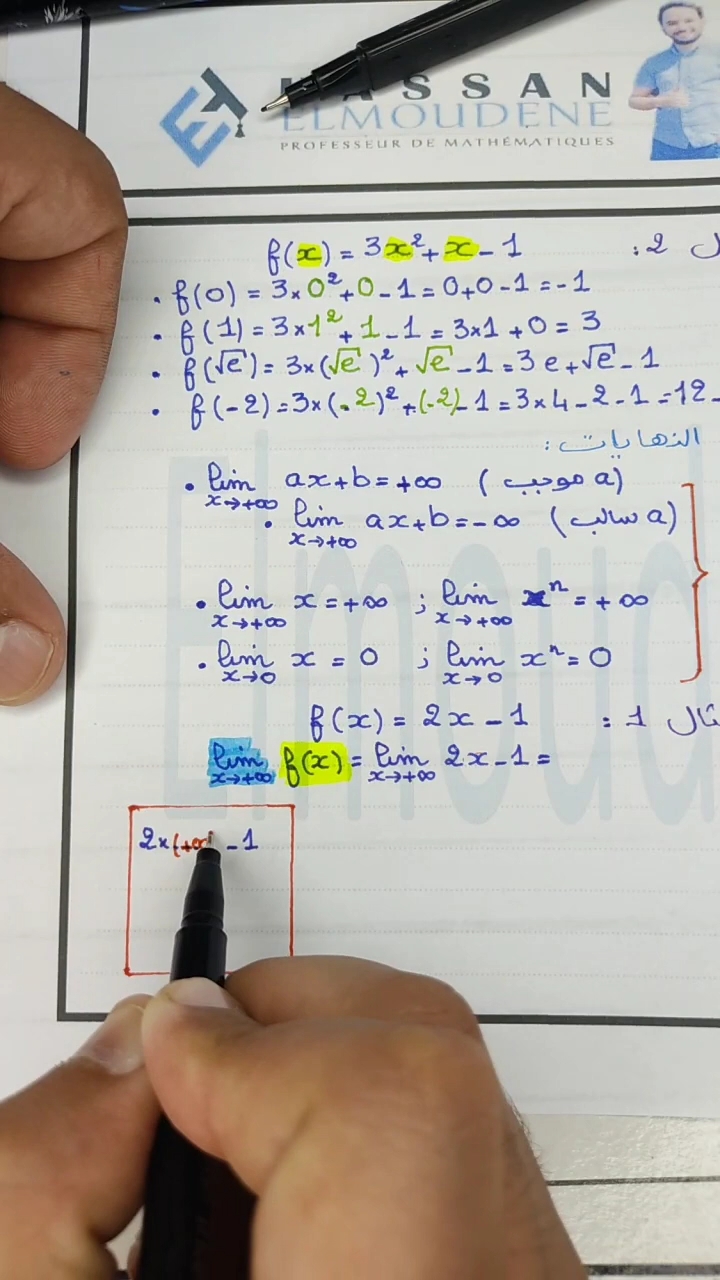 HASSAN
ELMOUDENE
PROFESSEUR DE MATHÉMATIQUES
f(x) = 3x² + x - 1 : 2
• f(0) = 3×0² + 0 - 1 = 0+0-1 = -1
• f(1) = 3×1² + 1 - 1 = 3×1 + 0 = 3
• f(√e) = 3×(√e)² + √e - 1 = 3e + √e - 1
• f(-2) = 3×(-2)² + (-2) - 1 = 3×4 - 2 - 1 = 12 -
النهايات :
• lim x→+∞ ax+b = +∞ (a موجب)
• lim x→+∞ ax+b = -∞ (a سالب)
• lim x→+∞ x = +∞ ; lim x→+∞ xⁿ = +∞
• lim x→0 x = 0 ; lim x→0 xⁿ = 0
f(x) = 2x - 1 : 1
lim x→+∞ f(x) = lim x→+∞ 2x - 1 =
2×(+∞ - 1
Elmoud